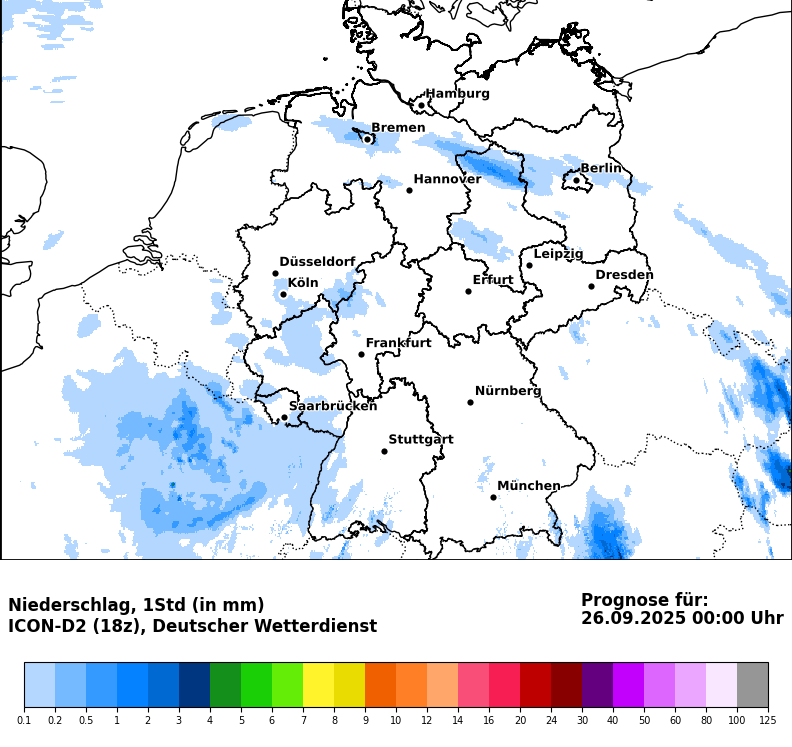 Hamburg
Bremen
Berlin
Hannover
Leipzig
Düsseldorf
Dresden
Köln
Erfurt
Frankfurt
Nürnberg
Saarbrücken
Stuttgart
München
Niederschlag, 1Std (in mm)
ICON-D2 (18z), Deutscher Wetterdienst
Prognose für:
26.09.2025 00:00 Uhr
0.1 0.2 0.5 1 2 3 4 5 6 7 8 9 10 12 14 16 20 24 30 40 50 60 80 100 125